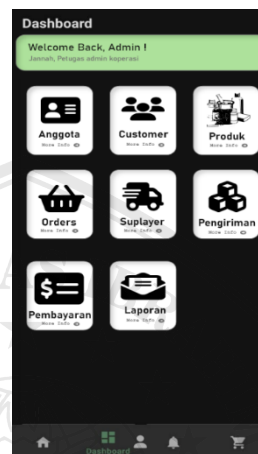 Dashboard
Welcome Back, Admin !
Jannah, Petugas admin koperasi
Anggota
More Info
Customer
More Info
Produk
More Info
Orders
More Info
Suplayer
More Info
Pengiriman
More Info
Pembayaran
More Info
Laporan
More Info
Dashboard